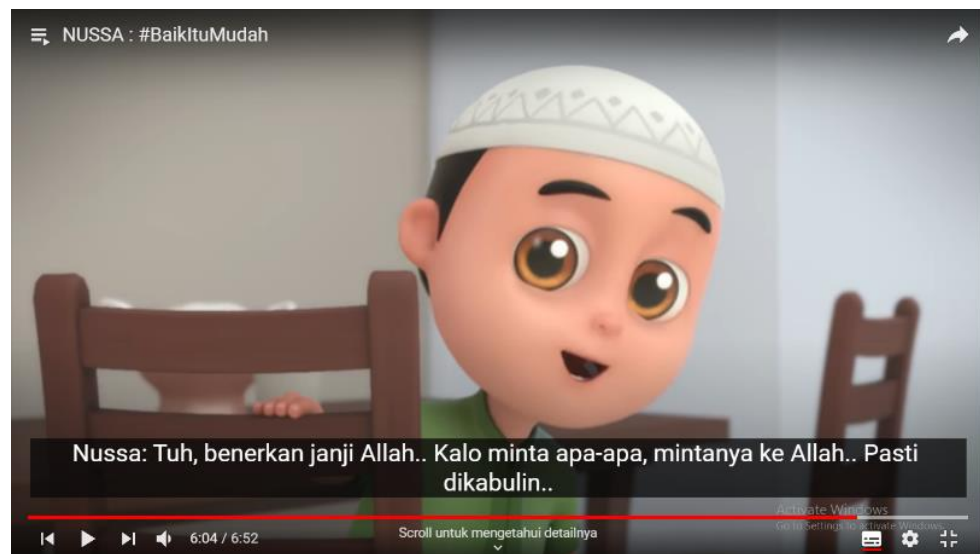 NUSSA : #BaikItuMudah
Nussa: Tuh, benerkan janji Allah.. Kalo minta apa-apa, mintanya ke Allah.. Pasti
dikabulin..
Activate Windows
Go to Settings to activate Windows.
6:04 / 6:52
Scroll untuk mengetahui detailnya